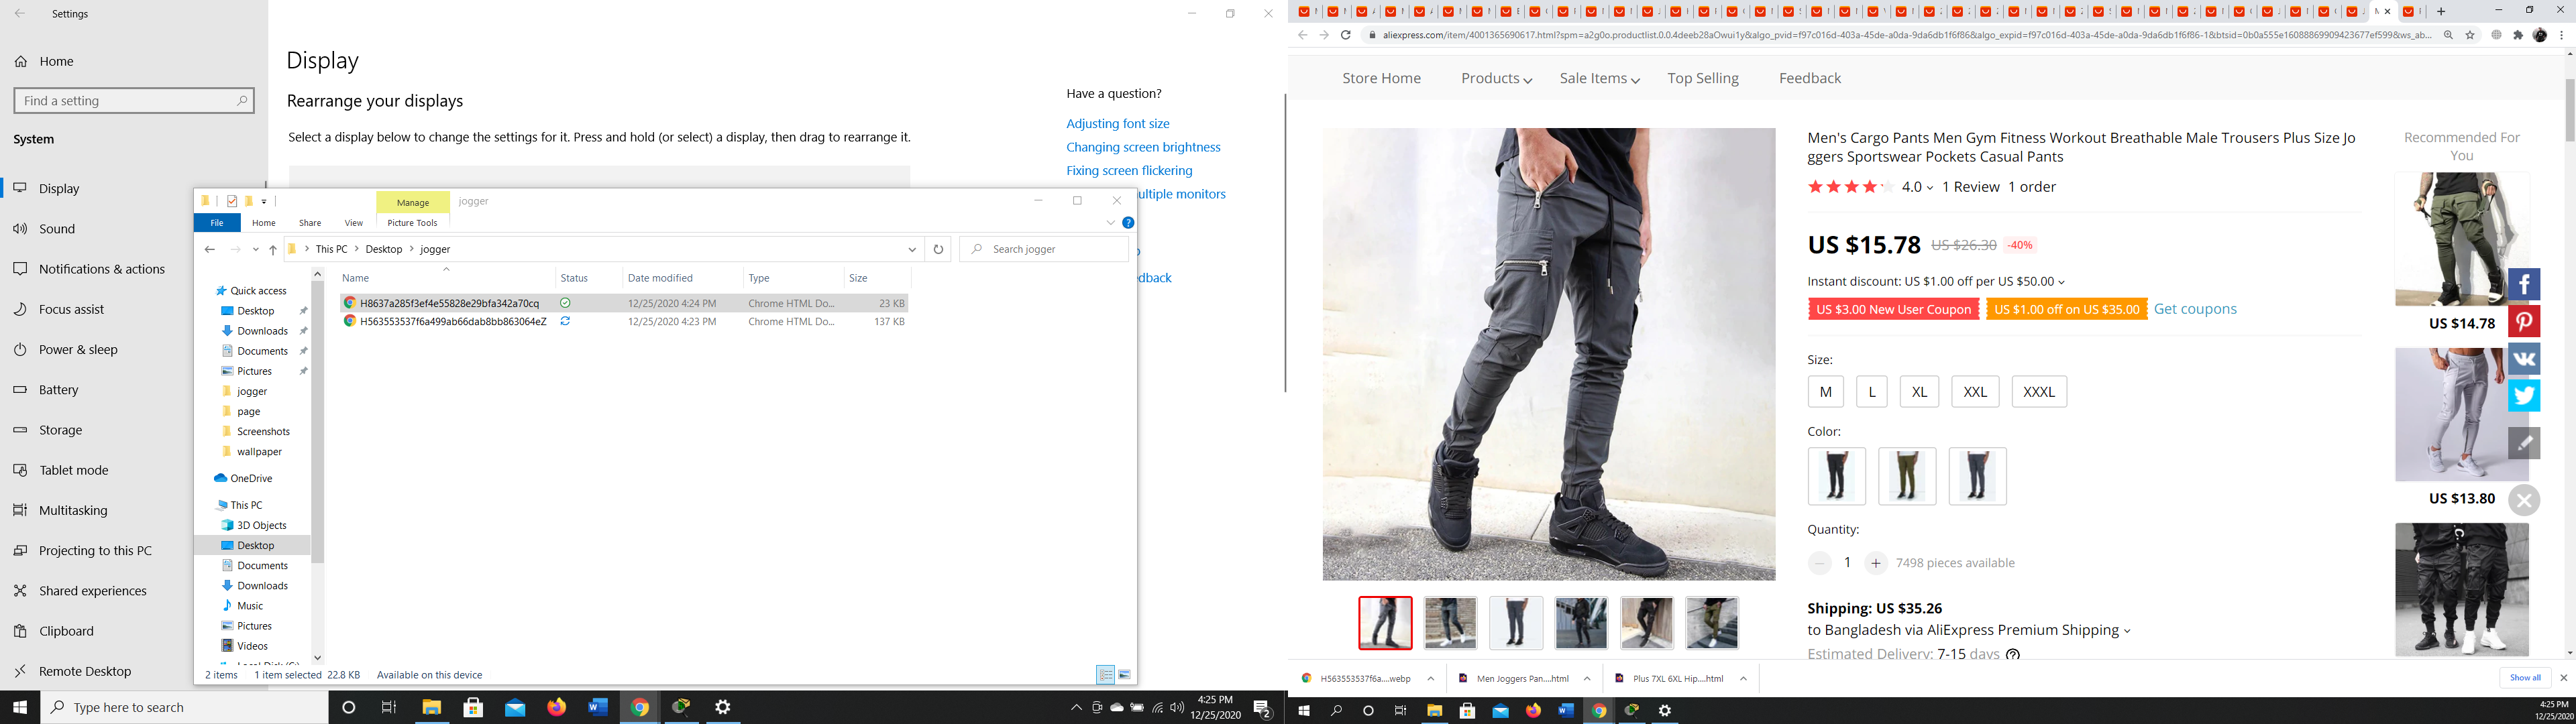 Settings
Home
Find a setting
System
Display
Sound
Notifications & actions
Focus assist
Power & sleep
Battery
Storage
Tablet mode
Multitasking
Projecting to this PC
Shared experiences
Clipboard
Remote Desktop
Display
Rearrange your displays
Select a display below to change the settings for it. Press and hold (or select) a display, then drag to rearrange it.
Have a question?
Adjusting font size
Changing screen brightness
Fixing screen flickering
ultiple monitors
edback
Manage
jogger
File
Home
Share
View
Picture Tools
This PC
Desktop
jogger
Search jogger
Name
Status
Date modified
Type
Size
H8637a285f3ef4e55828e29bfa342a70cq
12/25/2020 4:24 PM
Chrome HTML Do...
23 KB
H563553537f6a499ab66dab8bb863064eZ
12/25/2020 4:23 PM
Chrome HTML Do...
137 KB
Quick access
Desktop
Downloads
Documents
Pictures
jogger
page
Screenshots
wallpaper
OneDrive
This PC
3D Objects
Desktop
Documents
Downloads
Music
Pictures
Videos
2 items
1 item selected 22.8 KB
Available on this device
Type here to search
4:25 PM
12/25/2020
2
aliexpress.com/item/4001365690617.html?spm=a2g0o.productlist.0.0.4deeb28aOwui1y&algo_pvid=f97c016d-403a-45de-a0da-9da6db1f6f86&algo_expid=f97c016d-403a-45de-a0da-9da6db1f6f86-1&btsid=0b0a555e16088869909423677ef599&ws_ab...
Store Home
Products
Sale Items
Top Selling
Feedback
Men's Cargo Pants Men Gym Fitness Workout Breathable Male Trousers Plus Size Jo
ggers Sportswear Pockets Casual Pants
4.0
1 Review
1 order
US $15.78
US $26.30
-40%
Instant discount: US $1.00 off per US $50.00
US $3.00 New User Coupon
US $1.00 off on US $35.00
Get coupons
Size:
M
L
XL
XXL
XXXL
Color:
Quantity:
1
7498 pieces available
Shipping: US $35.26
to Bangladesh via AliExpress Premium Shipping
Estimated Delivery: 7-15 days
Recommended For
You
US $14.78
US $13.80
H563553537f6a....webp
Men Joggers Pan....html
Plus 7XL 6XL Hip....html
Show all
4:25 PM
12/25/2020